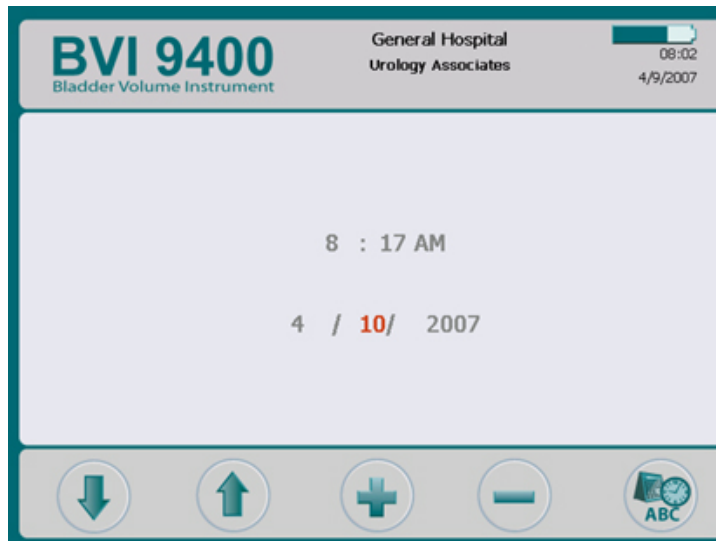 BVI 9400
Bladder Volume Instrument
General Hospital
Urology Associates
08:02
4/9/2007
8 : 17 AM
4 / 10/ 2007
ABC